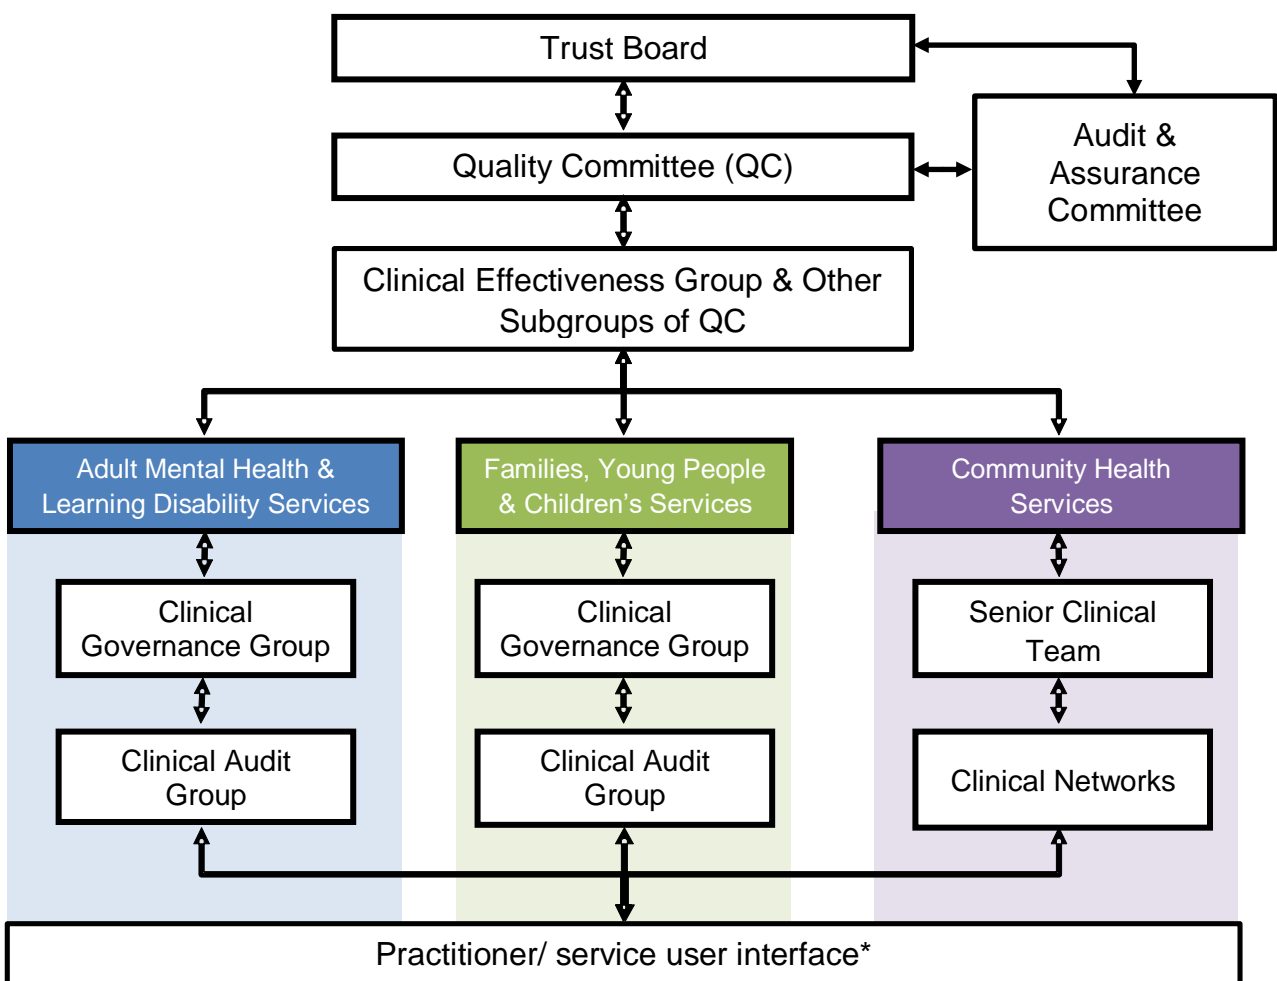 Trust Board
Audit &
Assurance
Committee
Quality Committee (QC)
Clinical Effectiveness Group & Other
Subgroups of QC
Adult Mental Health &
Learning Disability Services
Families, Young People
& Children’s Services
Community Health
Services
Clinical
Governance Group
Clinical
Governance Group
Senior Clinical
Team
Clinical Audit
Group
Clinical Audit
Group
Clinical Networks
Practitioner/ service user interface*